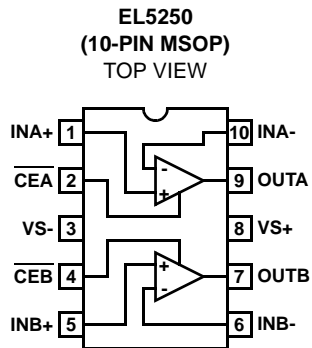 EL5250
(10-PIN MSOP)
TOP VIEW
INA+ 1
10 INA-
CEA 2
9 OUTA
VS- 3
8 VS+
CEB 4
7 OUTB
INB+ 5
6 INB-
-
+
+
-